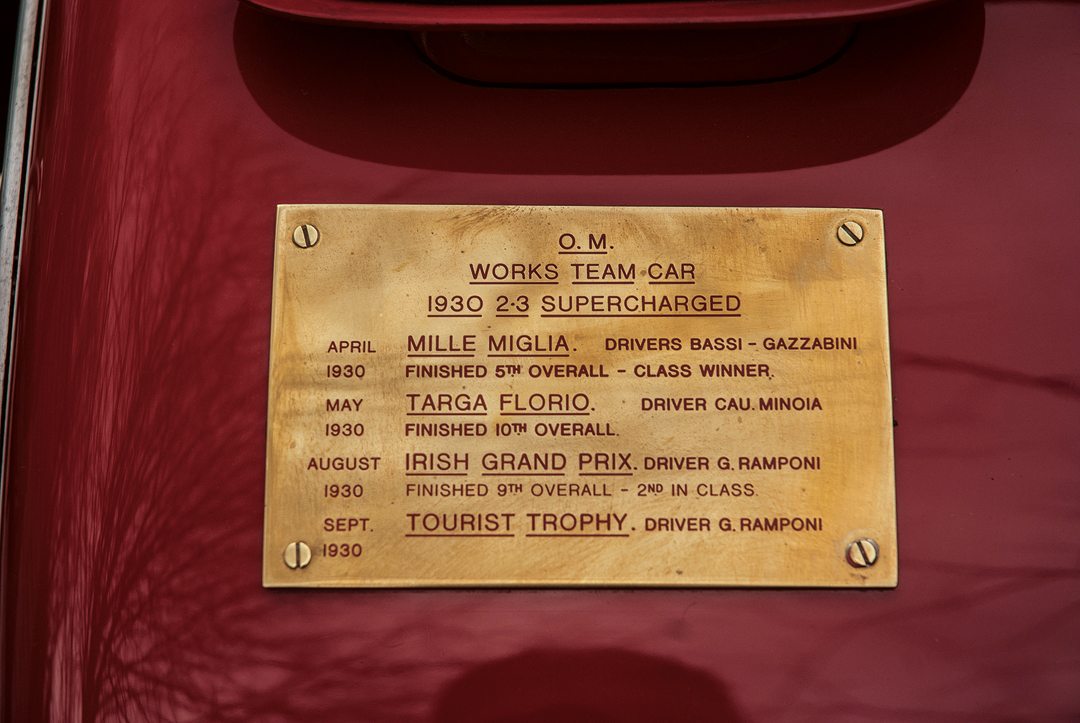 O. M.
WORKS TEAM CAR
1930 2·3 SUPERCHARGED
APRIL MILLE MIGLIA. DRIVERS BASSI - GAZZABINI
1930 FINISHED 5TH OVERALL - CLASS WINNER.
MAY TARGA FLORIO. DRIVER CAU. MINOIA
1930 FINISHED 10TH OVERALL.
AUGUST IRISH GRAND PRIX. DRIVER G. RAMPONI
1930 FINISHED 9TH OVERALL - 2ND IN CLASS.
SEPT. TOURIST TROPHY. DRIVER G. RAMPONI
1930